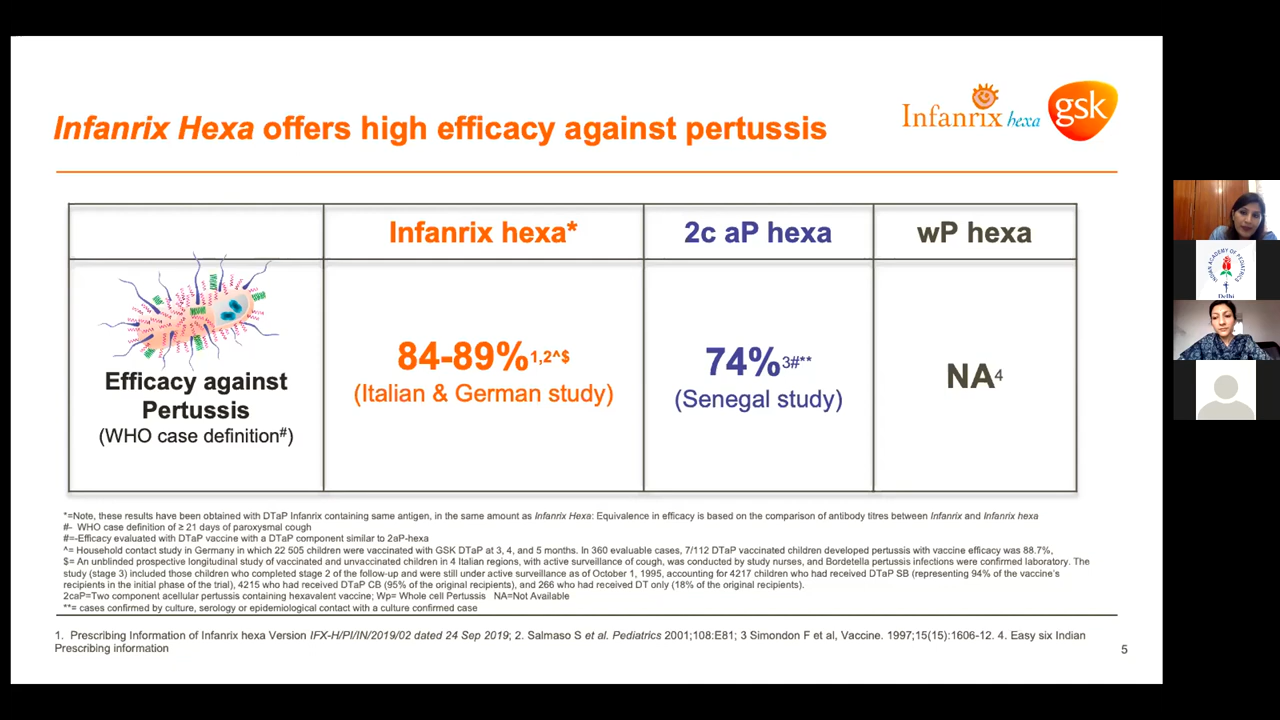 Infanrix Hexa offers high efficacy against pertussis
Infanrix hexa
gsk
Infanrix hexa*
2c aP hexa
wP hexa
Efficacy against
Pertussis
(WHO case definition#)
84-89%1,2^$
(Italian & German study)
74%3#**
(Senegal study)
NA4
*=Note, these results have been obtained with DTaP Infanrix containing same antigen, in the same amount as Infanrix Hexa: Equivalence in efficacy is based on the comparison of antibody titres between Infanrix and Infanrix hexa
#- WHO case definition of ≥ 21 days of paroxysmal cough
#=-Efficacy evaluated with DTaP vaccine with a DTaP component similar to 2aP-hexa
^= Household contact study in Germany in which 22 505 children were vaccinated with GSK DTaP at 3, 4, and 5 months. In 360 evaluable cases, 7/112 DTaP vaccinated children developed pertussis with vaccine efficacy was 88.7%,
$= An unblinded prospective longitudinal study of vaccinated and unvaccinated children in 4 Italian regions, with active surveillance of cough, was conducted by study nurses, and Bordetella pertussis infections were confirmed laboratory. The
study (stage 3) included those children who completed stage 2 of the follow-up and were still under active surveillance as of October 1, 1995, accounting for 4217 children who had received DTaP SB (representing 94% of the vaccine's
recipients in the initial phase of the trial), 4215 who had received DTaP CB (95% of the original recipients), and 266 who had received DT only (18% of the original recipients).
2caP=Two component acellular pertussis containing hexavalent vaccine; Wp= Whole cell Pertussis NA=Not Available
**= cases confirmed by culture, serology or epidemiological contact with a culture confirmed case
1. Prescribing Information of Infanrix hexa Version IFX-H/PI/IN/2019/02 dated 24 Sep 2019; 2. Salmaso S et al. Pediatrics 2001;108:E81; 3 Simondon F et al, Vaccine. 1997;15(15):1606-12. 4. Easy six Indian
Prescribing information
5
INDIAN ACADEMY OF PEDIATRICS
Delhi